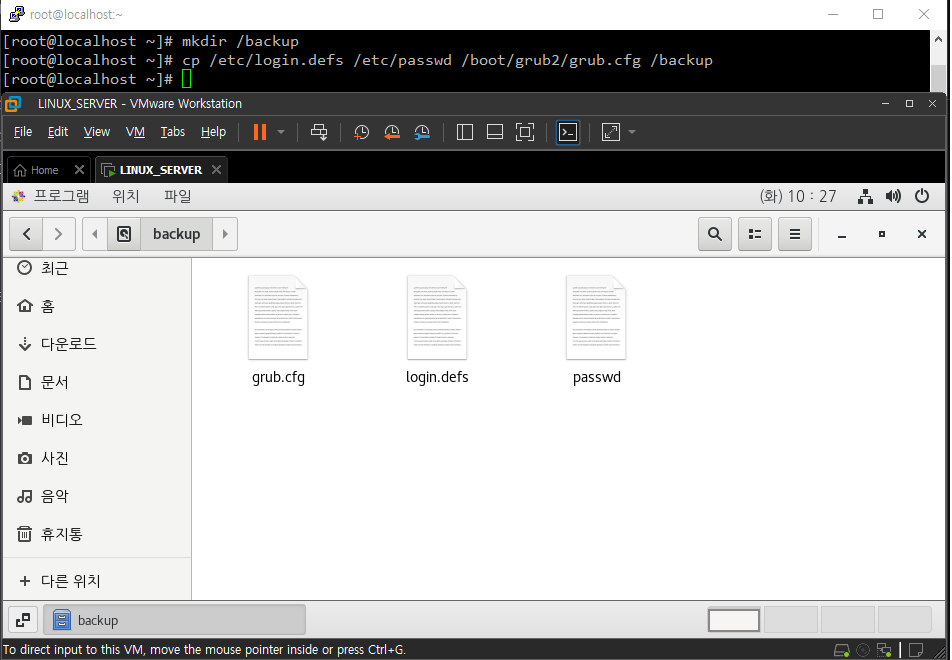 root@localhost:~
[root@localhost ~]# mkdir /backup
[root@localhost ~]# cp /etc/login.defs /etc/passwd /boot/grub2/grub.cfg /backup
[root@localhost ~]#
LINUX_SERVER - VMware Workstation
File Edit View VM Tabs Help
Home LINUX_SERVER
프로그램 위치 파일 (화) 10 : 27
backup
최근
홈
다운로드
문서
비디오
사진
음악
휴지통
다른 위치
grub.cfg login.defs passwd
backup
To direct input to this VM, move the mouse pointer inside or press Ctrl+G.